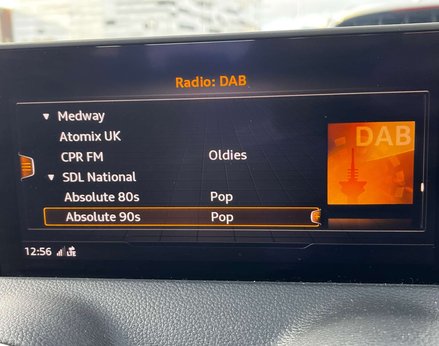 Radio: DAB
Medway
Atomix UK
CPR FM Oldies
SDL National
Absolute 80s Pop
Absolute 90s Pop
DAB
12:56 LTE